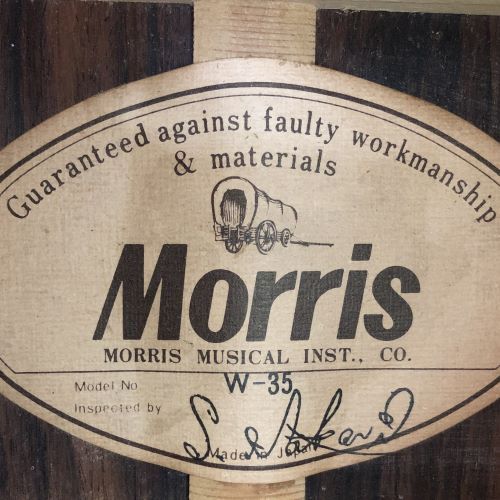 Guaranteed against faulty workmanship
& materials
Morris
MORRIS MUSICAL INST., CO.
Model No W-35
Inspected by
Made in Japan